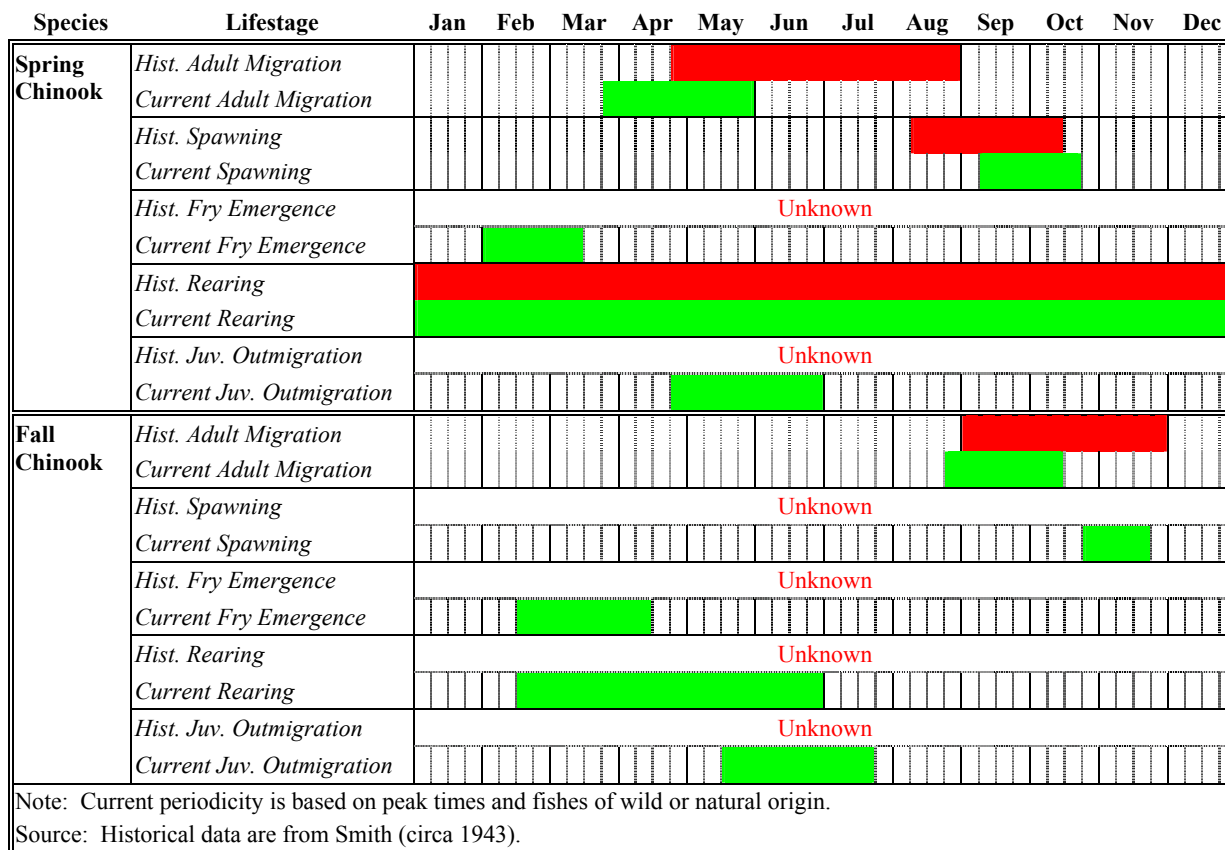 Species Lifestage Jan Feb Mar Apr May Jun Jul Aug Sep Oct Nov Dec
Spring Hist. Adult Migration
Chinook Current Adult Migration
Hist. Spawning
Current Spawning
Hist. Fry Emergence Unknown
Current Fry Emergence
Hist. Rearing
Current Rearing
Hist. Juv. Outmigration Unknown
Current Juv. Outmigration
Fall Hist. Adult Migration
Chinook Current Adult Migration
Hist. Spawning Unknown
Current Spawning
Hist. Fry Emergence Unknown
Current Fry Emergence
Hist. Rearing Unknown
Current Rearing
Hist. Juv. Outmigration Unknown
Current Juv. Outmigration
Note: Current periodicity is based on peak times and fishes of wild or natural origin.
Source: Historical data are from Smith (circa 1943).